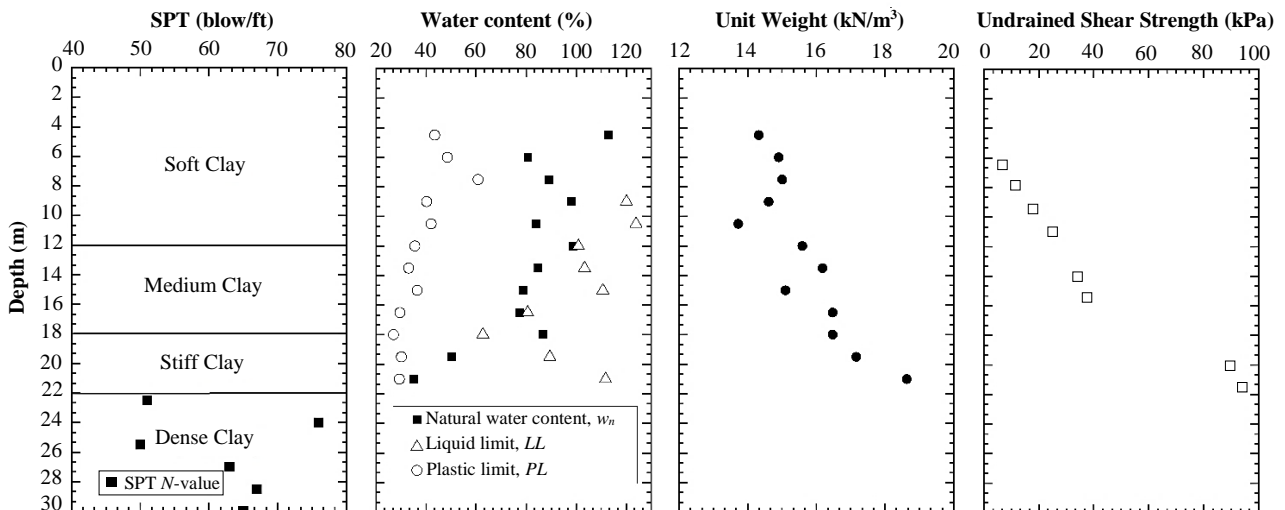 SPT (blow/ft)
40 50 60 70 80
Water content (%)
20 40 60 80 100 120
Unit Weight (kN/m³)
12 14 16 18 20
Undrained Shear Strength (kPa)
0 20 40 60 80 100
Depth (m)
0
2
4
6
8
10
12
14
16
18
20
22
24
26
28
30
Soft Clay
Medium Clay
Stiff Clay
Dense Clay
SPT N-value
Natural water content, wn
Liquid limit, LL
Plastic limit, PL